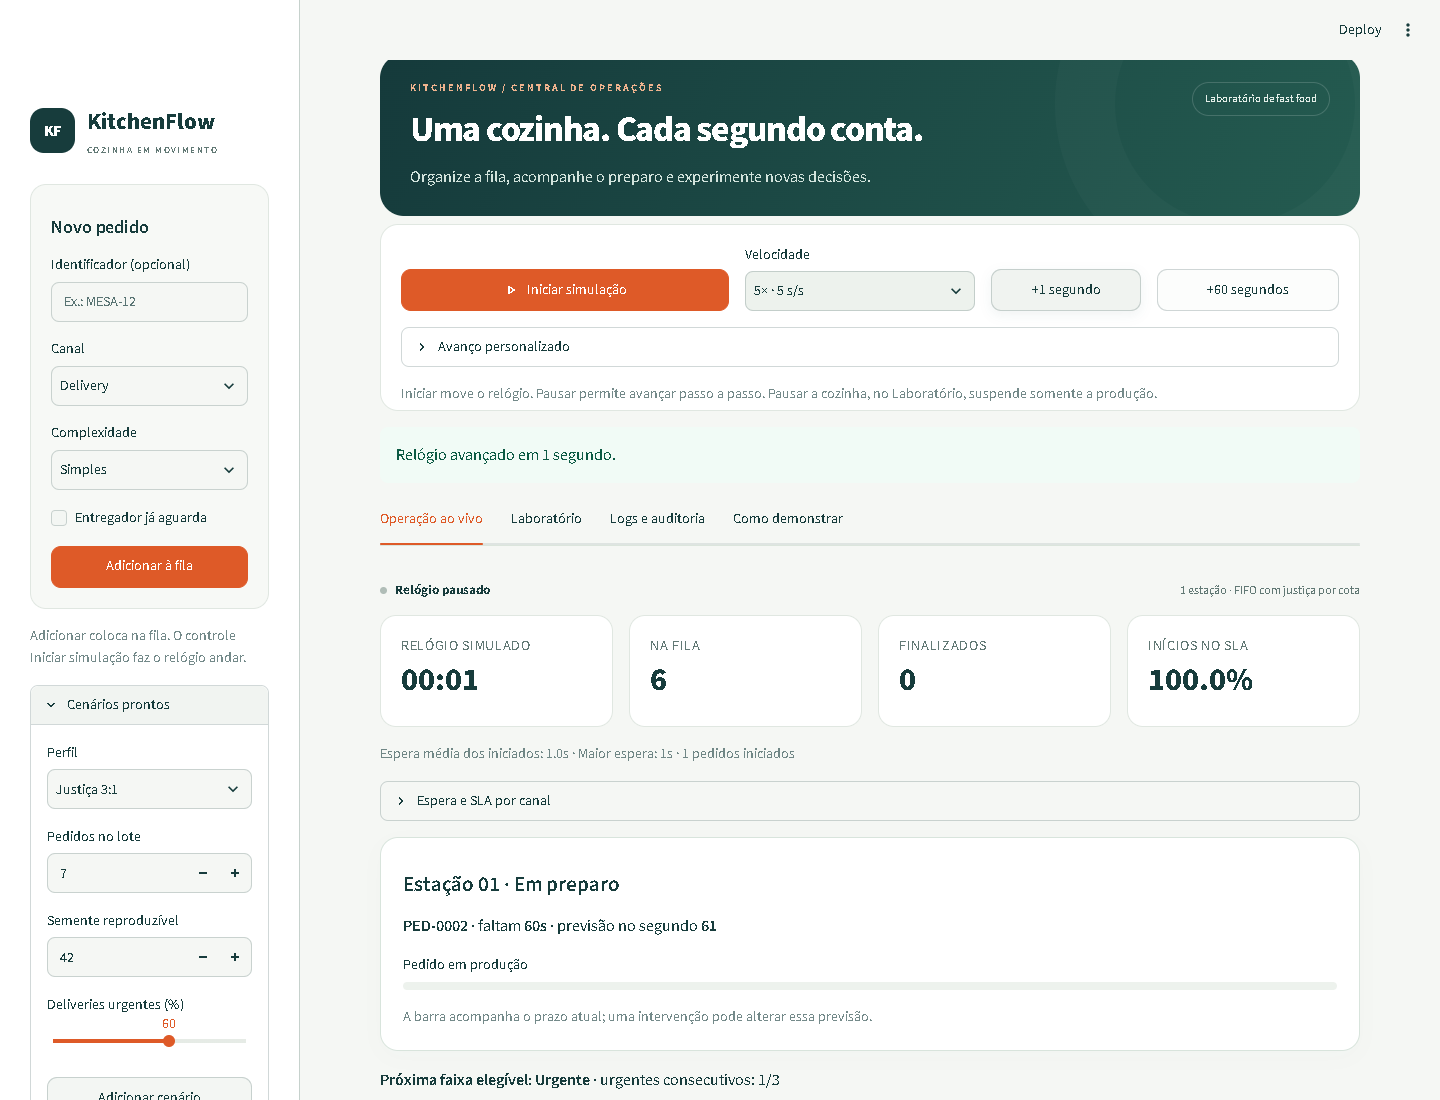 Deploy
KF
KitchenFlow
COZINHA EM MOVIMENTO
Novo pedido
Identificador (opcional)
Ex.: MESA-12
Canal
Delivery
Complexidade
Simples
Entregador já aguarda
Adicionar à fila
Adicionar coloca na fila. O controle
Iniciar simulação faz o relógio andar.
Cenários prontos
Perfil
Justiça 3:1
Pedidos no lote
7
Semente reproduzível
42
Deliveries urgentes (%)
60
Adicionar cenário
KITCHENFLOW / CENTRAL DE OPERAÇÕES
Laboratório de fast food
Uma cozinha. Cada segundo conta.
Organize a fila, acompanhe o preparo e experimente novas decisões.
Velocidade
Iniciar simulação
5× · 5 s/s
+1 segundo
+60 segundos
Avanço personalizado
Iniciar move o relógio. Pausar permite avançar passo a passo. Pausar a cozinha, no Laboratório, suspende somente a produção.
Relógio avançado em 1 segundo.
Operação ao vivo
Laboratório
Logs e auditoria
Como demonstrar
Relógio pausado
1 estação · FIFO com justiça por cota
RELÓGIO SIMULADO
00:01
NA FILA
6
FINALIZADOS
0
INÍCIOS NO SLA
100.0%
Espera média dos iniciados: 1.0s · Maior espera: 1s · 1 pedidos iniciados
Espera e SLA por canal
Estação 01 · Em preparo
PED-0002 · faltam 60s · previsão no segundo 61
Pedido em produção
A barra acompanha o prazo atual; uma intervenção pode alterar essa previsão.
Próxima faixa elegível: Urgente · urgentes consecutivos: 1/3